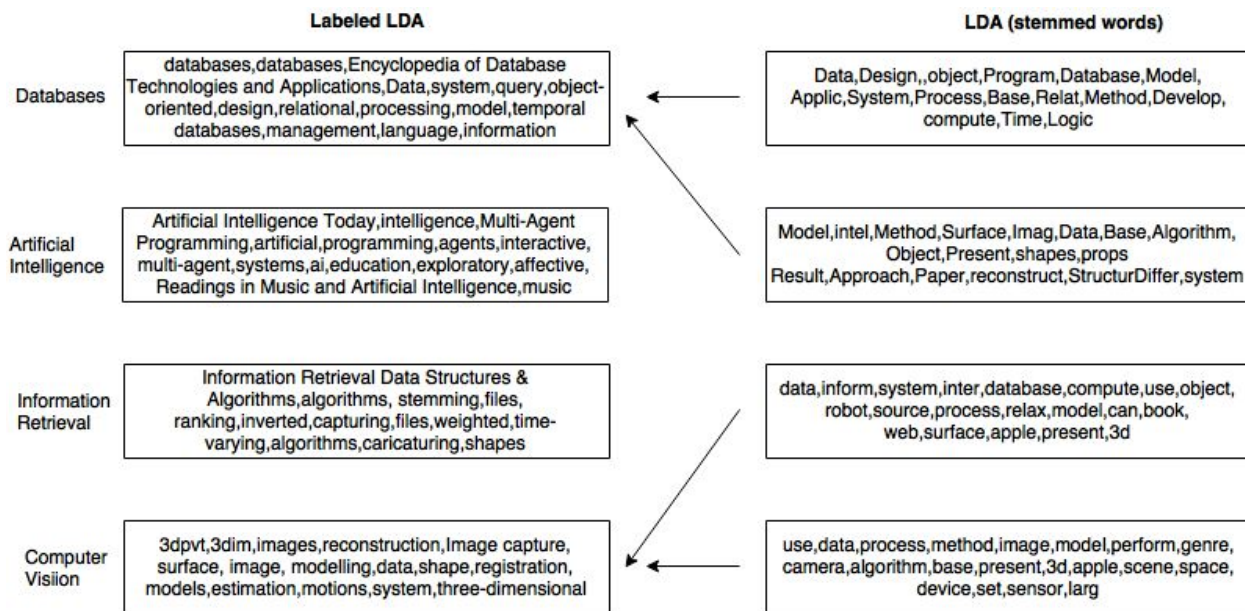 Labeled LDA
LDA (stemmed words)
Databases
databases,databases,Encyclopedia of Database
Technologies and Applications,Data,system,query,object-
oriented,design,relational,processing,model,temporal
databases,management,language,information
Data,Design,,object,Program,Database,Model,
Applic,System,Process,Base,Relat,Method,Develop,
compute,Time,Logic
Artificial
Intelligence
Artificial Intelligence Today,intelligence,Multi-Agent
Programming,artificial,programming,agents,interactive,
multi-agent,systems,ai,education,exploratory,affective,
Readings in Music and Artificial Intelligence,music
Model,intel,Method,Surface,Imag,Data,Base,Algorithm,
Object,Present,shapes,props
Result,Approach,Paper,reconstruct,StructurDiffer,system
Information
Retrieval
Information Retrieval Data Structures &
Algorithms,algorithms, stemming,files,
ranking,inverted,capturing,files,weighted,time-
varying,algorithms,caricaturing,shapes
data,inform,system,inter,database,compute,use,object,
robot,source,process,relax,model,can,book,
web,surface,apple,present,3d
Computer
Visiion
3dpvt,3dim,images,reconstruction,Image capture,
surface, image, modelling,data,shape,registration,
models,estimation,motions,system,three-dimensional
use,data,process,method,image,model,perform,genre,
camera,algorithm,base,present,3d,apple,scene,space,
device,set,sensor,larg